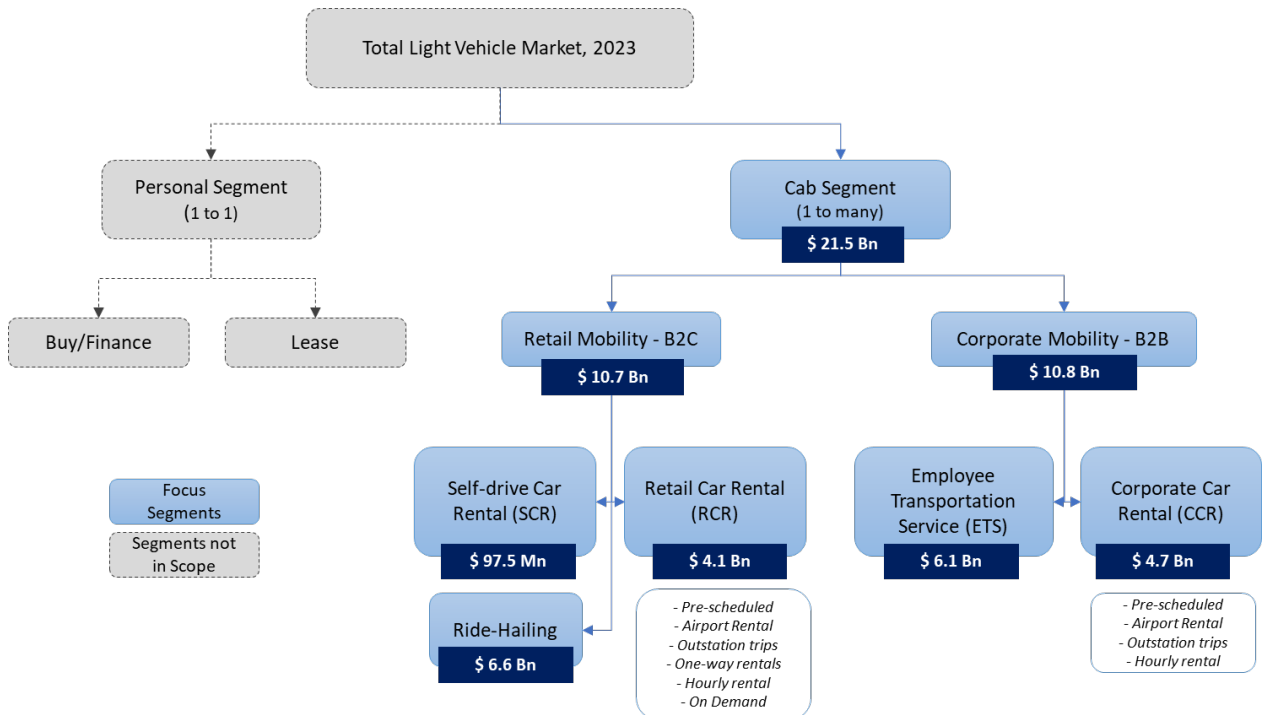 Total Light Vehicle Market, 2023
Personal Segment
(1 to 1)
Cab Segment
(1 to many)
$ 21.5 Bn
Buy/Finance
Lease
Retail Mobility - B2C
$ 10.7 Bn
Corporate Mobility - B2B
$ 10.8 Bn
Self-drive Car
Rental (SCR)
$ 97.5 Mn
Retail Car Rental
(RCR)
$ 4.1 Bn
Employee
Transportation
Service (ETS)
$ 6.1 Bn
Corporate Car
Rental (CCR)
$ 4.7 Bn
Focus
Segments
Segments not
in Scope
Ride-Hailing
$ 6.6 Bn
- Pre-scheduled
- Airport Rental
- Outstation trips
- One-way rentals
- Hourly rental
- On Demand
- Pre-scheduled
- Airport Rental
- Outstation trips
- Hourly rental